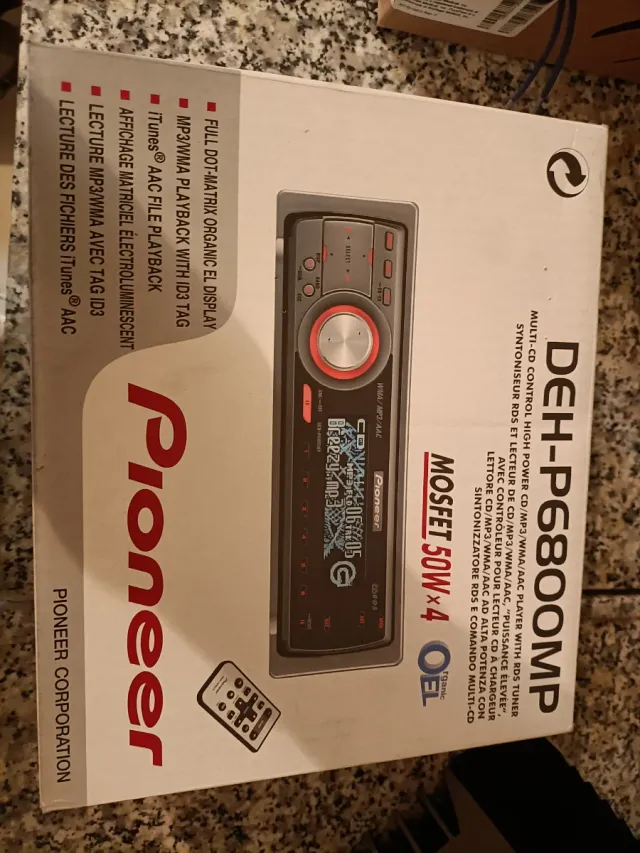 DEH-P6800MP
MULTI-CD CONTROL HIGH POWER CD/MP3/WMA/AAC PLAYER WITH RDS TUNER
SYNTONISEUR RDS ET LECTEUR DE CD/MP3/WMA/AAC, "PUISSANCE ELEVÉE",
AVEC CONTRÔLEUR POUR LECTEUR CD A CHARGEUR
LETTORE CD/MP3/WMA/AAC AD ALTA POTENZA CON
SINTONIZZATORE RDS E COMANDO MULTI-CD
MOSFET 50W×4
Organic
OEL
WMA / MP3 / AAC
Pioneer
SELECT
FULL DOT-MATRIX ORGANIC EL DISPLAY
MP3/WMA PLAYBACK WITH ID3 TAG
iTunes® AAC FILE PLAYBACK
AFFICHAGE MATRICIEL ÉLECTROLUMINESCENT
LECTURE MP3/WMA AVEC TAG ID3
LECTURE DES FICHIERS iTunes® AAC
Pioneer
PIONEER CORPORATION